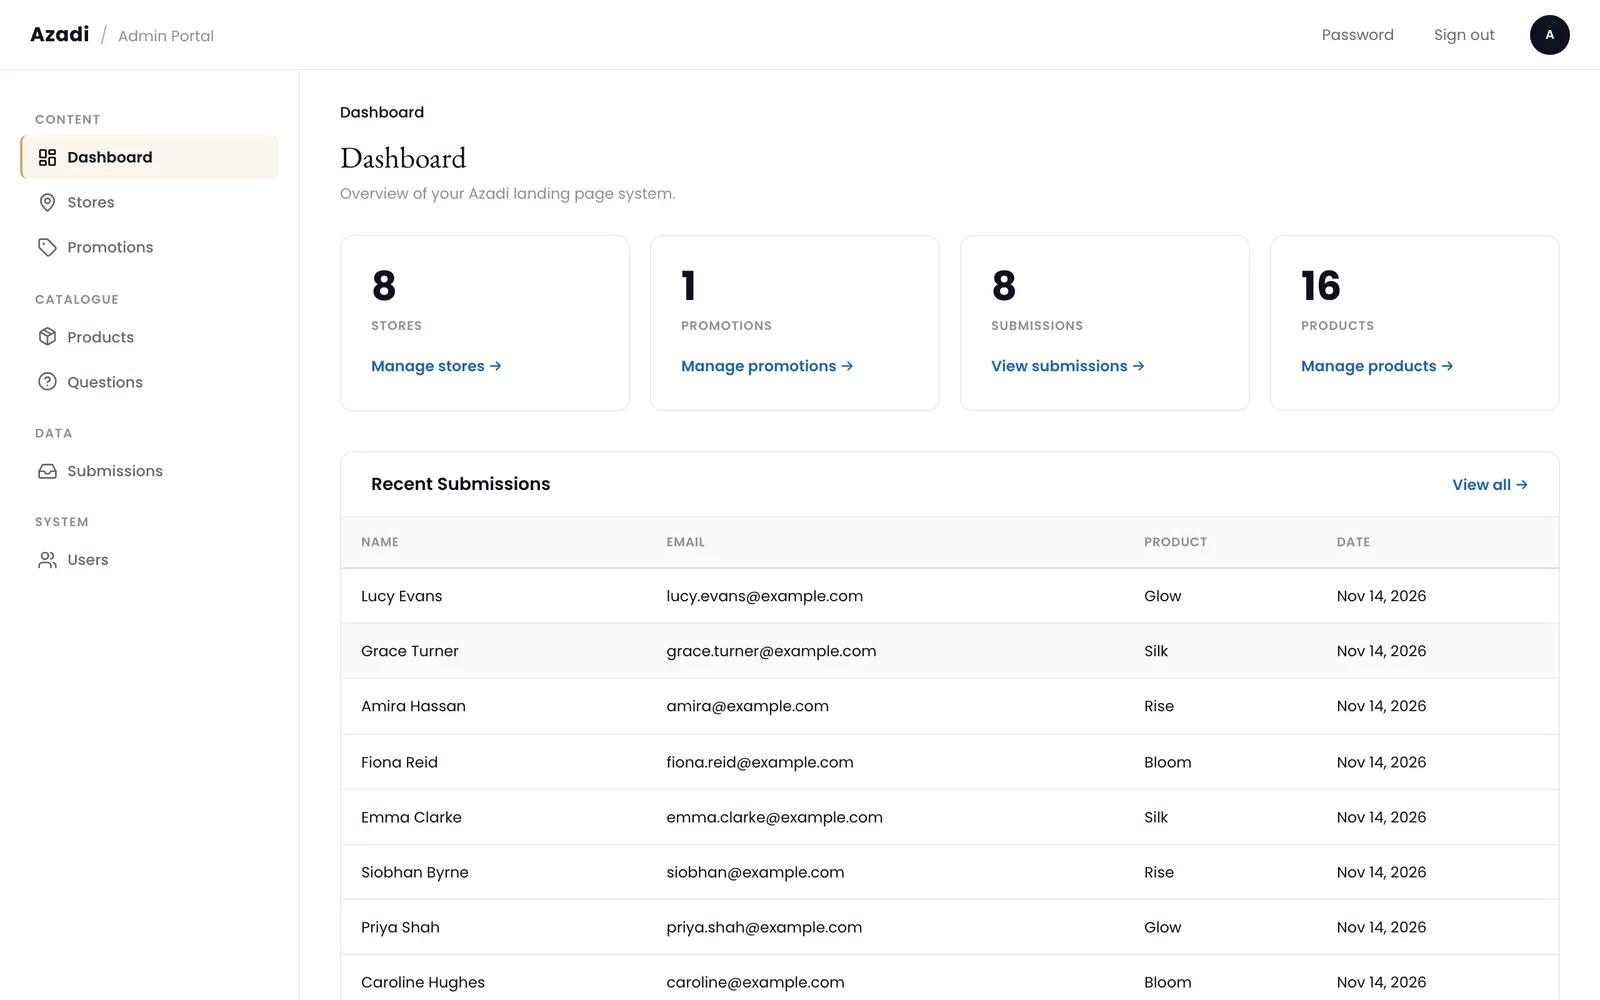 Azadi / Admin Portal
Password
Sign out
A
CONTENT
Dashboard
Stores
Promotions
CATALOGUE
Products
Questions
DATA
Submissions
SYSTEM
Users
Dashboard
Dashboard
Overview of your Azadi landing page system.
8
STORES
Manage stores →
1
PROMOTIONS
Manage promotions →
8
SUBMISSIONS
View submissions →
16
PRODUCTS
Manage products →
Recent Submissions
View all →
NAME EMAIL PRODUCT DATE
Lucy Evans lucy.evans@example.com Glow Nov 14, 2026
Grace Turner grace.turner@example.com Silk Nov 14, 2026
Amira Hassan amira@example.com Rise Nov 14, 2026
Fiona Reid fiona.reid@example.com Bloom Nov 14, 2026
Emma Clarke emma.clarke@example.com Silk Nov 14, 2026
Siobhan Byrne siobhan@example.com Rise Nov 14, 2026
Priya Shah priya.shah@example.com Glow Nov 14, 2026
Caroline Hughes caroline@example.com Bloom Nov 14, 2026